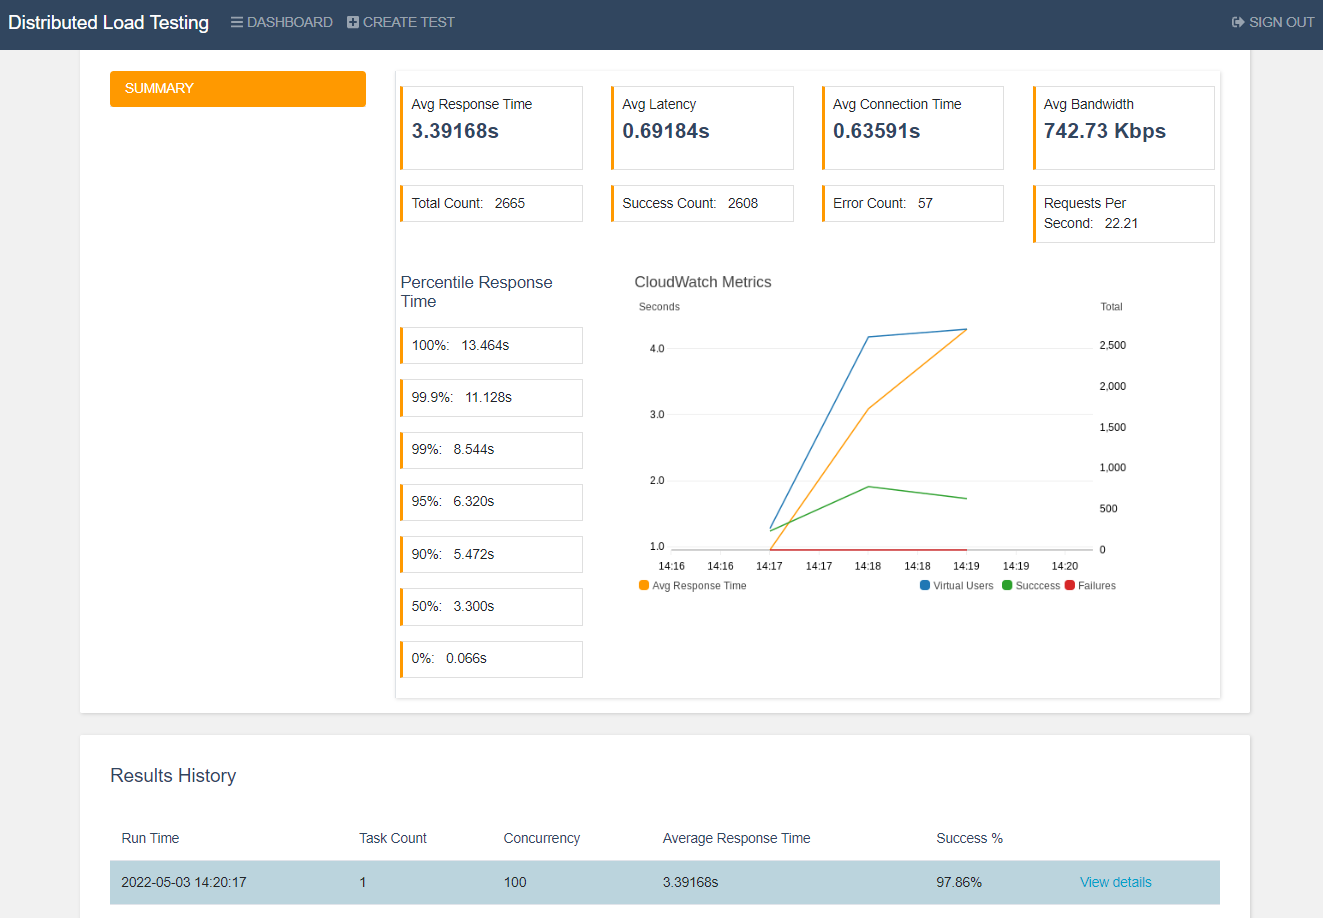 Distributed Load Testing DASHBOARD CREATE TEST SIGN OUT
SUMMARY
Avg Response Time
3.39168s
Avg Latency
0.69184s
Avg Connection Time
0.63591s
Avg Bandwidth
742.73 Kbps
Total Count: 2665
Success Count: 2608
Error Count: 57
Requests Per
Second: 22.21
Percentile Response
Time
100%: 13.464s
99.9%: 11.128s
99%: 8.544s
95%: 6.320s
90%: 5.472s
50%: 3.300s
0%: 0.066s
CloudWatch Metrics
Seconds
Total
4.0
3.0
2.0
1.0
2,500
2,000
1,500
1,000
500
0
14:16 14:16 14:17 14:17 14:18 14:18 14:19 14:19 14:20
Avg Response Time Virtual Users Succcess Failures
Results History
Run Time Task Count Concurrency Average Response Time Success %
2022-05-03 14:20:17 1 100 3.39168s 97.86% View details